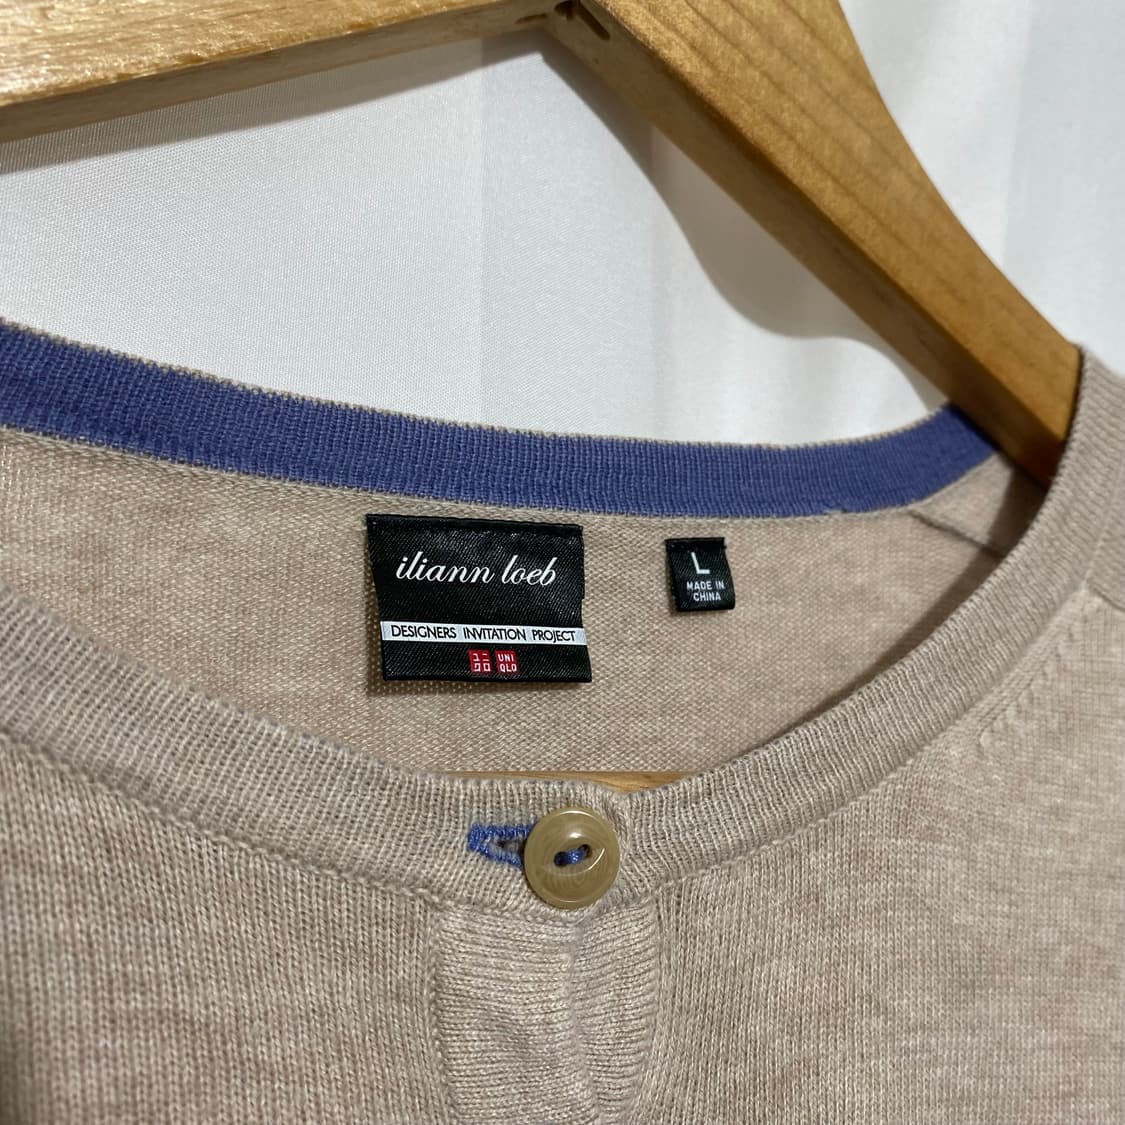 iliann loeb
DESIGNERS INVITATION PROJECT
ユニ UNI
クロ QLO
L
MADE IN
CHINA